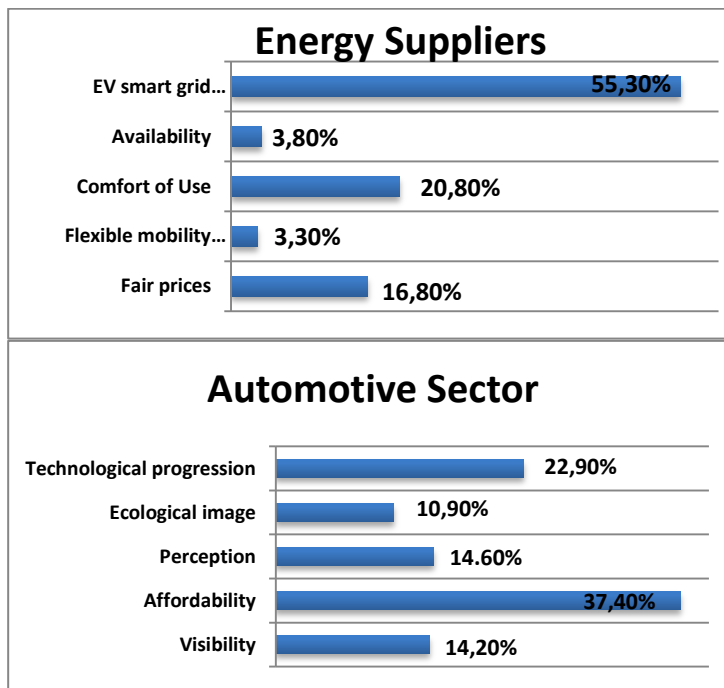 Energy Suppliers
EV smart grid… 55,30%
Availability 3,80%
Comfort of Use 20,80%
Flexible mobility… 3,30%
Fair prices 16,80%
Automotive Sector
Technological progression 22,90%
Ecological image 10,90%
Perception 14.60%
Affordability 37,40%
Visibility 14,20%